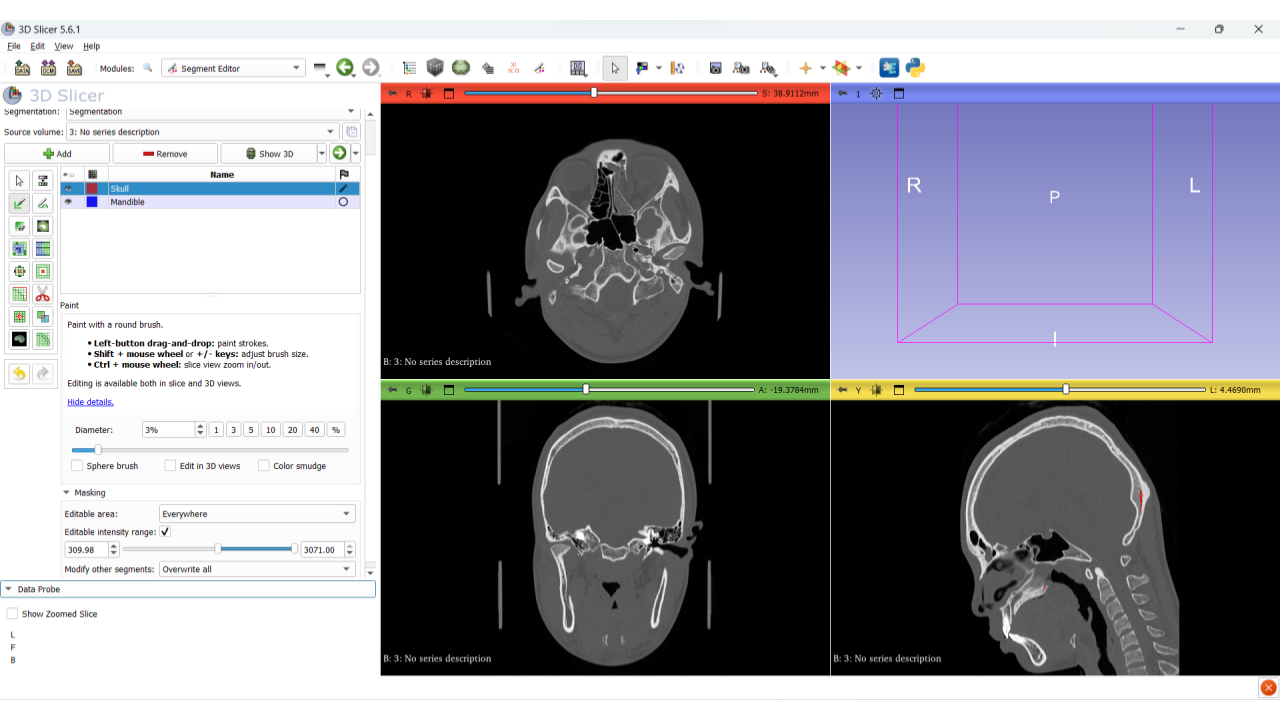 3D Slicer 5.6.1
File Edit View Help
DATA DCM SAVE Modules: Segment Editor
3D Slicer
Segmentation: Segmentation
Source volume: 3: No series description
Add Remove Show 3D
Name
Skull
Mandible
Paint
Paint with a round brush.
• Left-button drag-and-drop: paint strokes.
• Shift + mouse wheel or +/- keys: adjust brush size.
• Ctrl + mouse wheel: slice view zoom in/out.
Editing is available both in slice and 3D views.
Hide details.
Diameter: 3% 1 3 5 10 20 40 %
Sphere brush Edit in 3D views Color smudge
Masking
Editable area: Everywhere
Editable intensity range:
309.98 3071.00
Modify other segments: Overwrite all
Data Probe
Show Zoomed Slice
L
F
B
R S: 38.9112mm
B: 3: No series description
1
R P L
I
G A: -19.3784mm
B: 3: No series description
Y L: 4.4690mm
B: 3: No series description